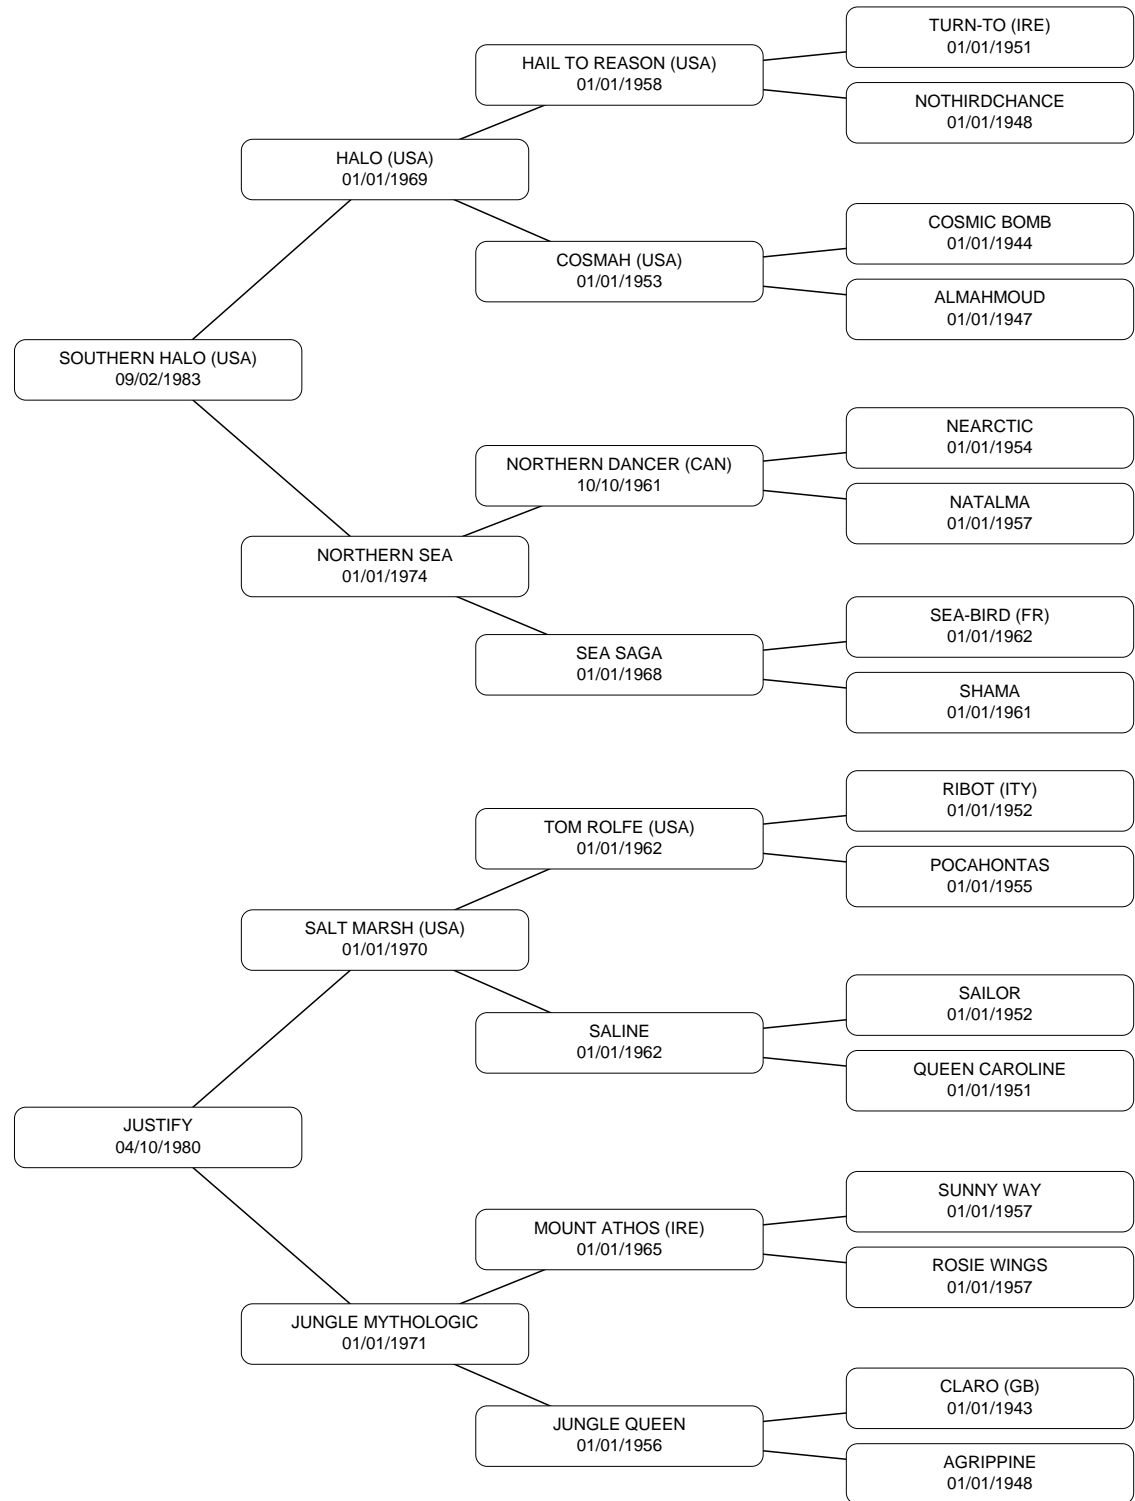 TURN-TO (IRE)
01/01/1951
HAIL TO REASON (USA)
01/01/1958
NOTHIRDCHANCE
01/01/1948
HALO (USA)
01/01/1969
COSMIC BOMB
01/01/1944
COSMAH (USA)
01/01/1953
ALMAHMOUD
01/01/1947
SOUTHERN HALO (USA)
09/02/1983
NEARCTIC
01/01/1954
NORTHERN DANCER (CAN)
10/10/1961
NATALMA
01/01/1957
NORTHERN SEA
01/01/1974
SEA-BIRD (FR)
01/01/1962
SEA SAGA
01/01/1968
SHAMA
01/01/1961
RIBOT (ITY)
01/01/1952
TOM ROLFE (USA)
01/01/1962
POCAHONTAS
01/01/1955
SALT MARSH (USA)
01/01/1970
SAILOR
01/01/1952
SALINE
01/01/1962
QUEEN CAROLINE
01/01/1951
JUSTIFY
04/10/1980
SUNNY WAY
01/01/1957
MOUNT ATHOS (IRE)
01/01/1965
ROSIE WINGS
01/01/1957
JUNGLE MYTHOLOGIC
01/01/1971
CLARO (GB)
01/01/1943
JUNGLE QUEEN
01/01/1956
AGRIPPINE
01/01/1948